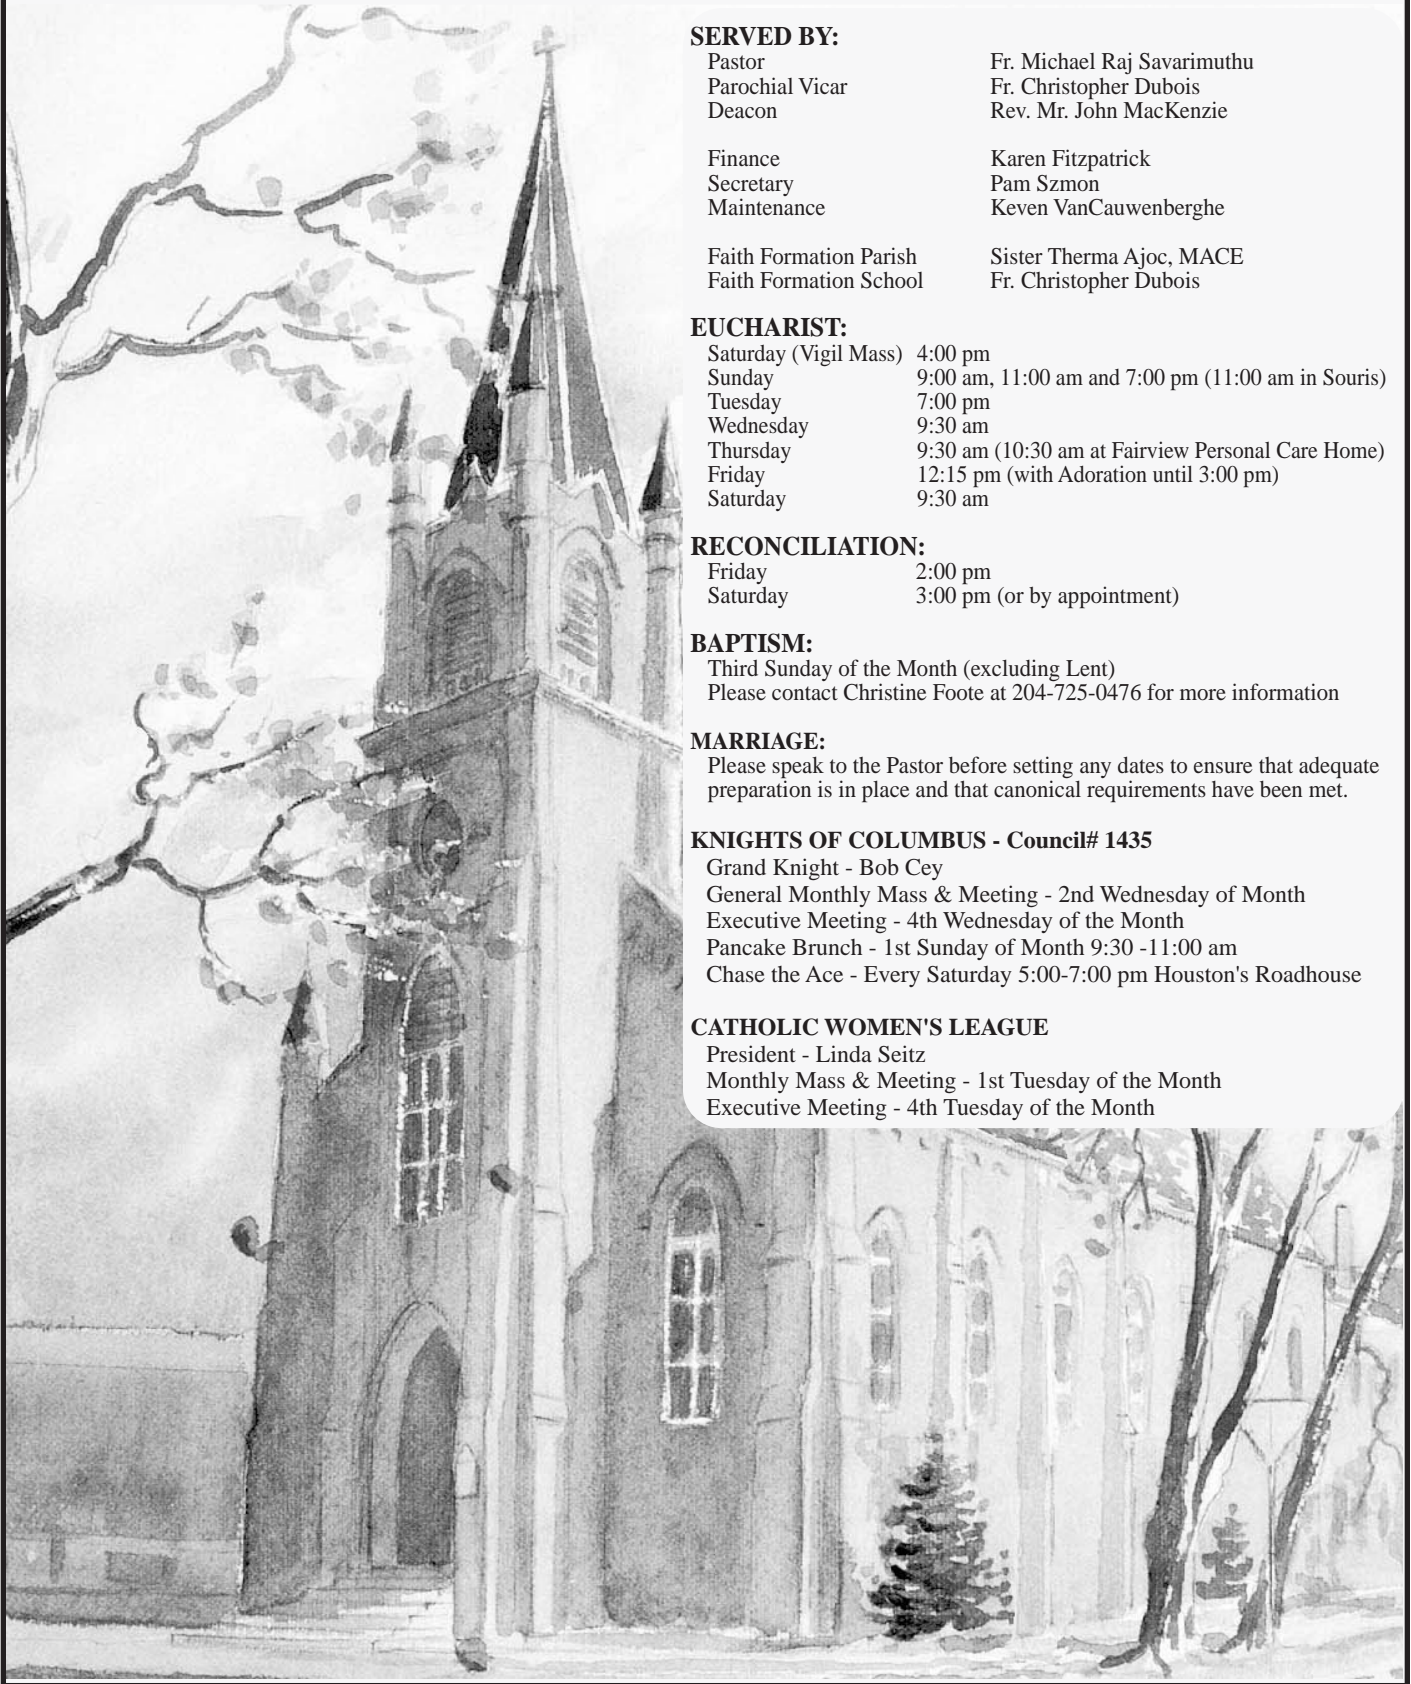 SERVED BY:
Pastor Fr. Michael Raj Savarimuthu
Parochial Vicar Fr. Christopher Dubois
Deacon Rev. Mr. John MacKenzie
Finance Karen Fitzpatrick
Secretary Pam Szmon
Maintenance Keven VanCauwenberghe
Faith Formation Parish Sister Therma Ajoc, MACE
Faith Formation School Fr. Christopher Dubois
EUCHARIST:
Saturday (Vigil Mass) 4:00 pm
Sunday 9:00 am, 11:00 am and 7:00 pm (11:00 am in Souris)
Tuesday 7:00 pm
Wednesday 9:30 am
Thursday 9:30 am (10:30 am at Fairview Personal Care Home)
Friday 12:15 pm (with Adoration until 3:00 pm)
Saturday 9:30 am
RECONCILIATION:
Friday 2:00 pm
Saturday 3:00 pm (or by appointment)
BAPTISM:
Third Sunday of the Month (excluding Lent)
Please contact Christine Foote at 204-725-0476 for more information
MARRIAGE:
Please speak to the Pastor before setting any dates to ensure that adequate
preparation is in place and that canonical requirements have been met.
KNIGHTS OF COLUMBUS - Council# 1435
Grand Knight - Bob Cey
General Monthly Mass & Meeting - 2nd Wednesday of Month
Executive Meeting - 4th Wednesday of the Month
Pancake Brunch - 1st Sunday of Month 9:30 -11:00 am
Chase the Ace - Every Saturday 5:00-7:00 pm Houston's Roadhouse
CATHOLIC WOMEN'S LEAGUE
President - Linda Seitz
Monthly Mass & Meeting - 1st Tuesday of the Month
Executive Meeting - 4th Tuesday of the Month